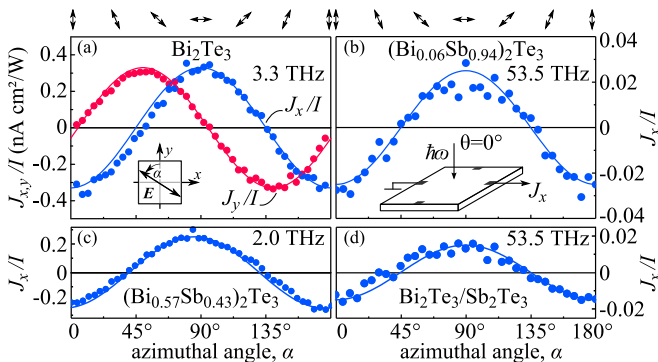 (a)
Bi2Te3
3.3 THz
Jx/I
Jy/I
y
x
α
E
Jx,y/I (nA cm²/W)
0.4
0.2
0
-0.2
-0.4
(b)
(Bi0.06Sb0.94)2Te3
53.5 THz
ħω
θ=0°
Jx
Jx/I
0.04
0.02
0
-0.02
-0.04
(c)
2.0 THz
(Bi0.57Sb0.43)2Te3
Jx/I
0.2
0
-0.2
0 45° 90° 135°
azimuthal angle, α
(d)
53.5 THz
Bi2Te3/Sb2Te3
Jx/I
0.02
0
-0.02
0 45° 90° 135° 180°
azimuthal angle, α